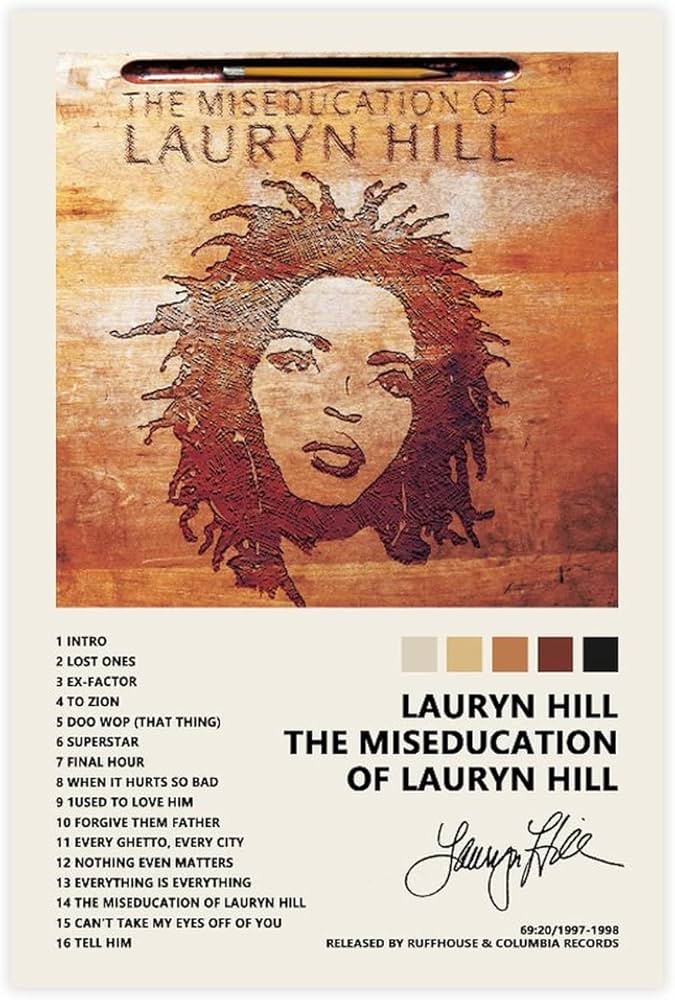 THE MISEDUCATION OF
LAURYN HILL
1 INTRO
2 LOST ONES
3 EX-FACTOR
4 TO ZION
5 DOO WOP (THAT THING)
6 SUPERSTAR
7 FINAL HOUR
8 WHEN IT HURTS SO BAD
9 1USED TO LOVE HIM
10 FORGIVE THEM FATHER
11 EVERY GHETTO, EVERY CITY
12 NOTHING EVEN MATTERS
13 EVERYTHING IS EVERYTHING
14 THE MISEDUCATION OF LAURYN HILL
15 CAN'T TAKE MY EYES OFF OF YOU
16 TELL HIM
LAURYN HILL
THE MISEDUCATION
OF LAURYN HILL
Lauryn Hill
69:20/1997-1998
RELEASED BY RUFFHOUSE & COLUMBIA RECORDS